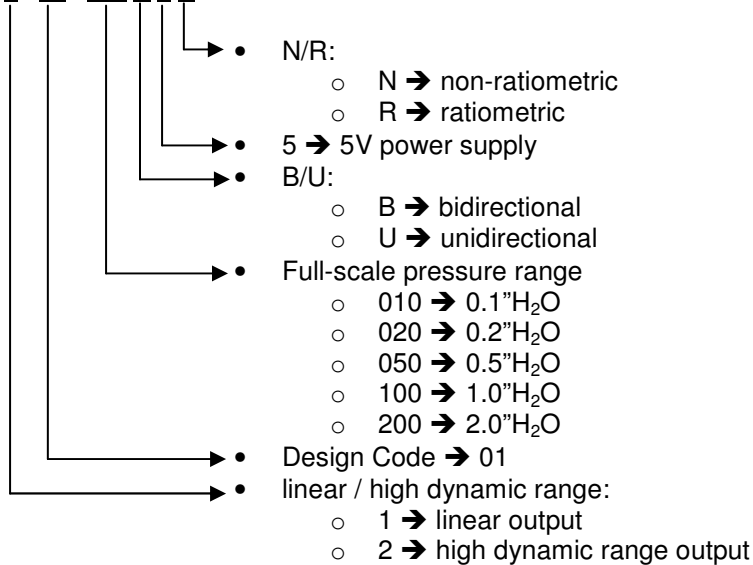 • N/R:
o N ➔ non-ratiometric
o R ➔ ratiometric
• 5 ➔ 5V power supply
• B/U:
o B ➔ bidirectional
o U ➔ unidirectional
• Full-scale pressure range
o 010 ➔ 0.1”H₂O
o 020 ➔ 0.2”H₂O
o 050 ➔ 0.5”H₂O
o 100 ➔ 1.0”H₂O
o 200 ➔ 2.0”H₂O
• Design Code ➔ 01
• linear / high dynamic range:
o 1 ➔ linear output
o 2 ➔ high dynamic range output